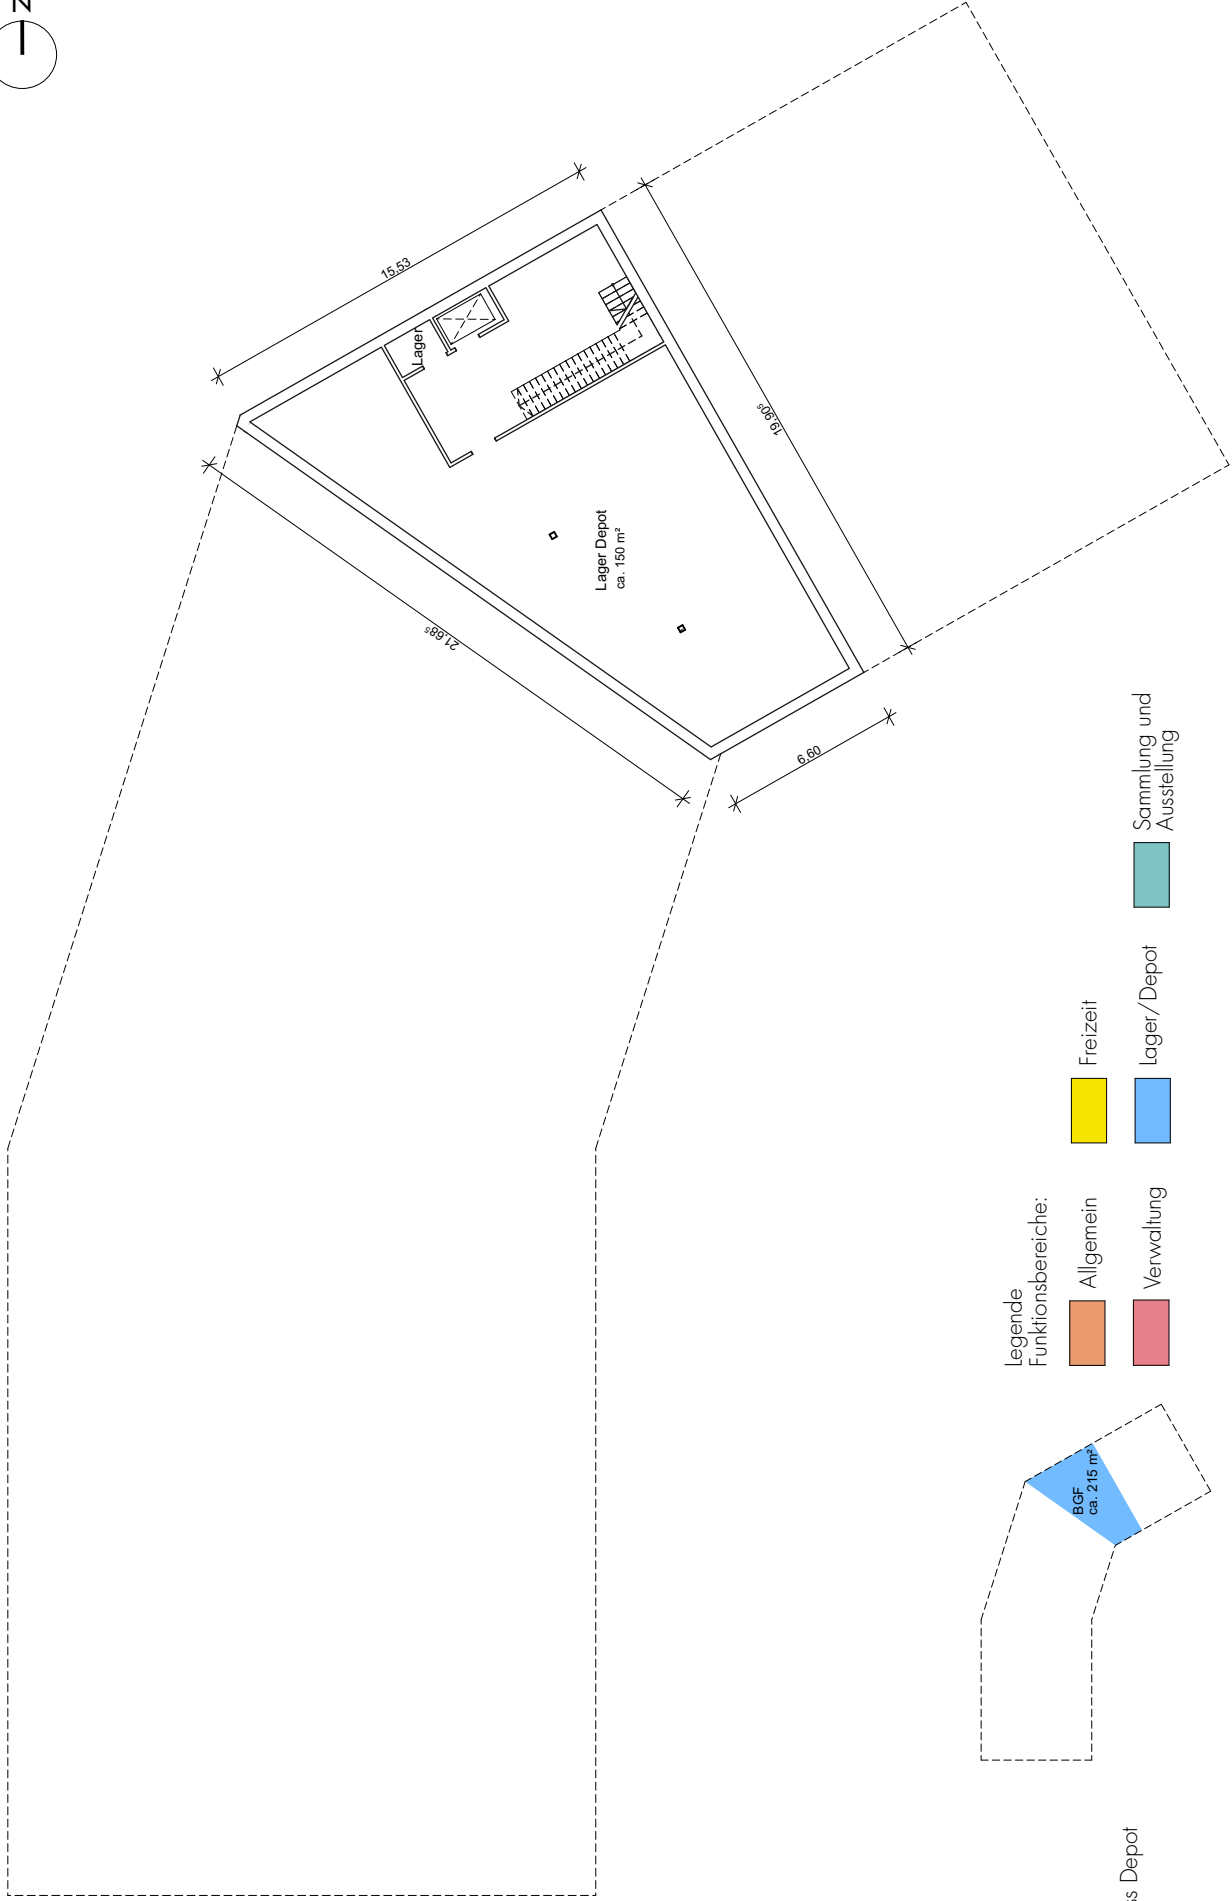 N
15,53
Lager
19,90⁵
Lager Depot
ca. 150 m²
21,68⁵
6,60
Legende
Funktionsbereiche:
Allgemein
Freizeit
Verwaltung
Lager/Depot
Sammlung und
Ausstellung
BGF
ca. 215 m²
Depot